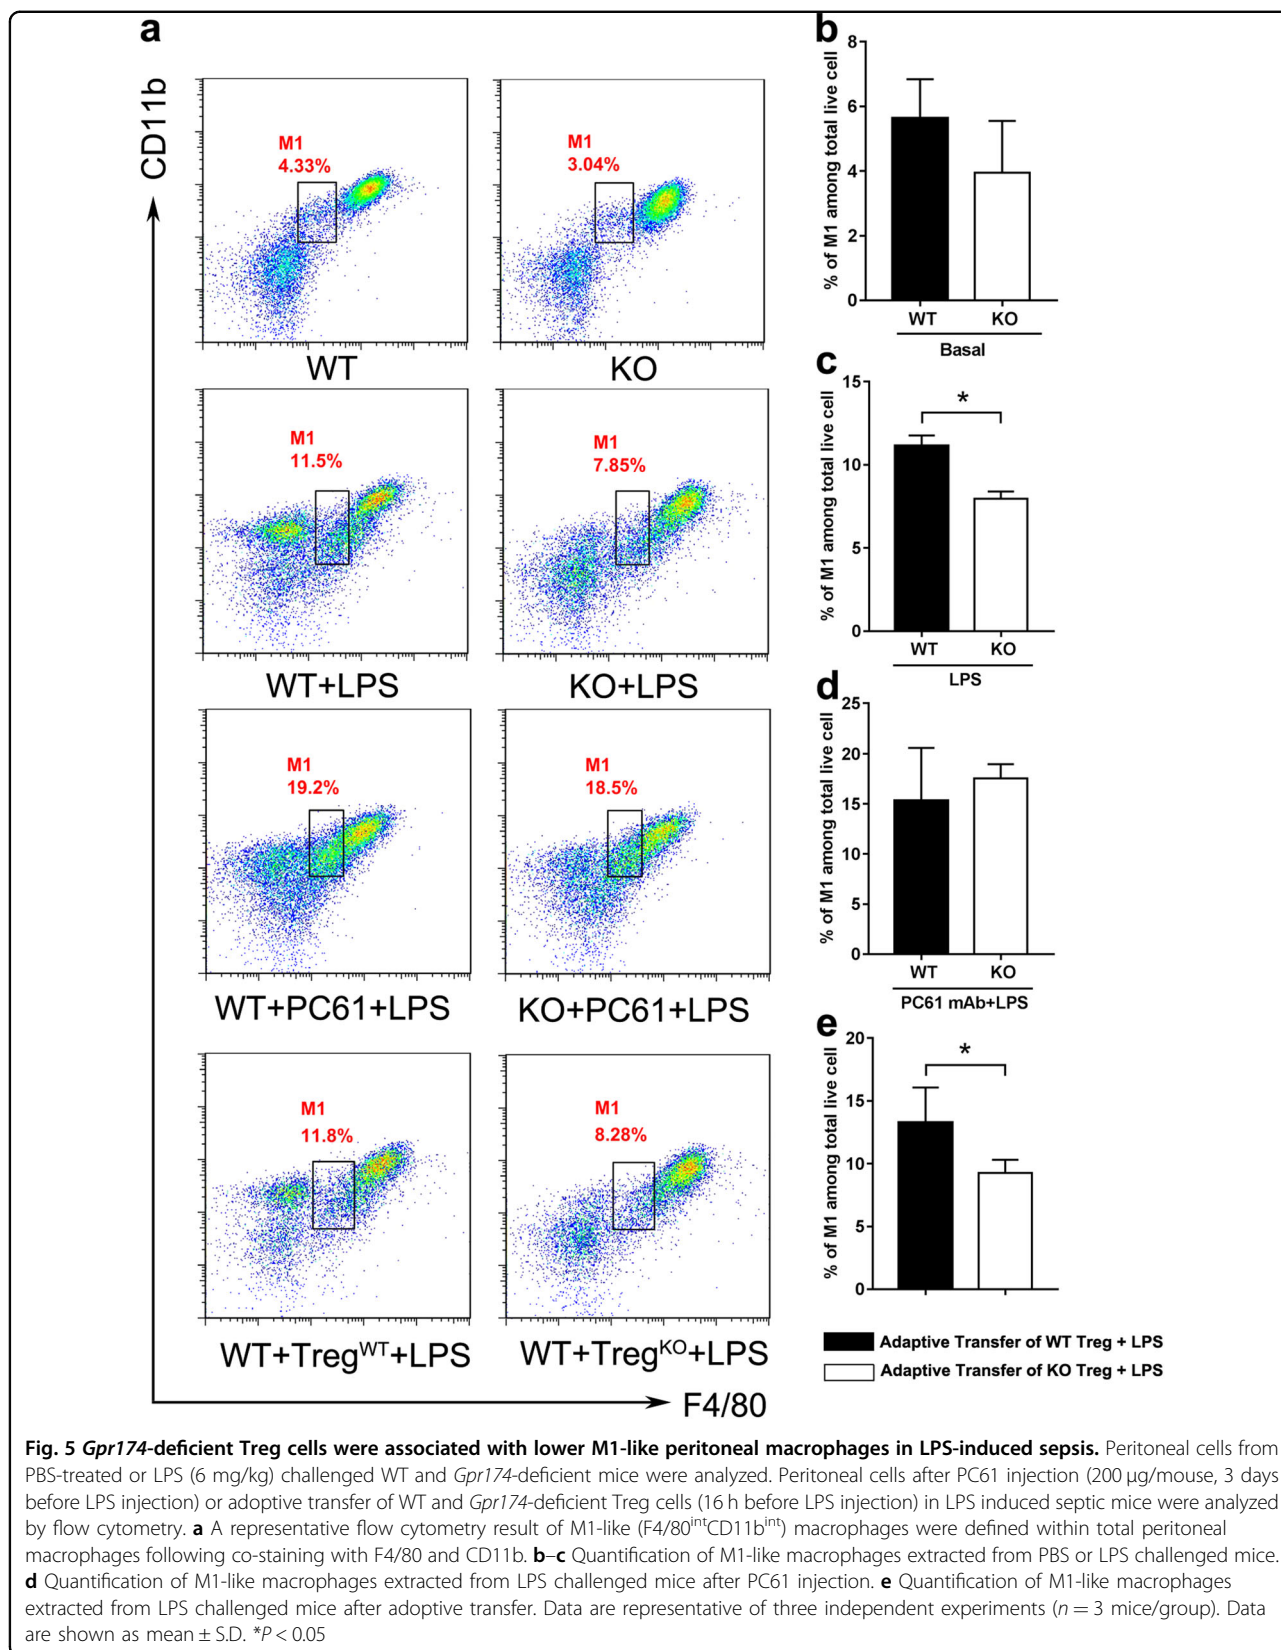 a
CD11b
M1
4.33%
M1
3.04%
WT
KO
M1
11.5%
M1
7.85%
WT+LPS
KO+LPS
M1
19.2%
M1
18.5%
WT+PC61+LPS
KO+PC61+LPS
M1
11.8%
M1
8.28%
WT+Treg^WT+LPS
WT+Treg^KO+LPS
F4/80
b
% of M1 among total live cell
8
6
4
2
0
WT
KO
Basal
c
% of M1 among total live cell
15
10
5
0
*
WT
KO
LPS
d
% of M1 among total live cell
25
20
15
10
5
0
WT
KO
PC61 mAb+LPS
e
% of M1 among total live cell
20
15
10
5
0
*
Adaptive Transfer of WT Treg + LPS
Adaptive Transfer of KO Treg + LPS
Fig. 5 Gpr174-deficient Treg cells were associated with lower M1-like peritoneal macrophages in LPS-induced sepsis. Peritoneal cells from
PBS-treated or LPS (6 mg/kg) challenged WT and Gpr174-deficient mice were analyzed. Peritoneal cells after PC61 injection (200 µg/mouse, 3 days
before LPS injection) or adoptive transfer of WT and Gpr174-deficient Treg cells (16 h before LPS injection) in LPS induced septic mice were analyzed
by flow cytometry. a A representative flow cytometry result of M1-like (F4/80^intCD11b^int) macrophages were defined within total peritoneal
macrophages following co-staining with F4/80 and CD11b. b–c Quantification of M1-like macrophages extracted from PBS or LPS challenged mice.
d Quantification of M1-like macrophages extracted from LPS challenged mice after PC61 injection. e Quantification of M1-like macrophages
extracted from LPS challenged mice after adoptive transfer. Data are representative of three independent experiments (n = 3 mice/group). Data
are shown as mean ± S.D. *P < 0.05